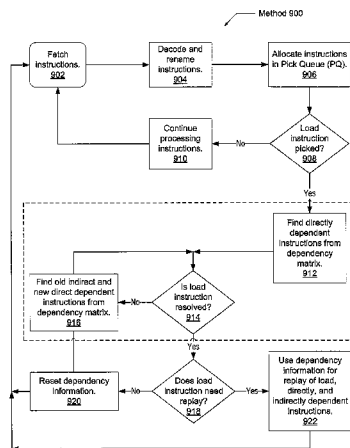 Method 900
Fetch
instructions.
902
Decode and
rename
instructions.
904
Allocate instructions
in Pick Queue (PQ).
906
Continue
processing
instructions.
910
No
Load
instruction
picked?
908
Yes
Find directly
dependent
instructions from
dependency
matrix.
912
Find old indirect and
new direct dependent
instructions from
dependency matrix.
916
No
Is load
instruction
resolved?
914
Yes
Reset dependency
information.
920
No
Does load
instruction need
replay?
918
Yes
Use dependency
information for
replay of load,
directly, and
indirectly dependent
instructions.
922